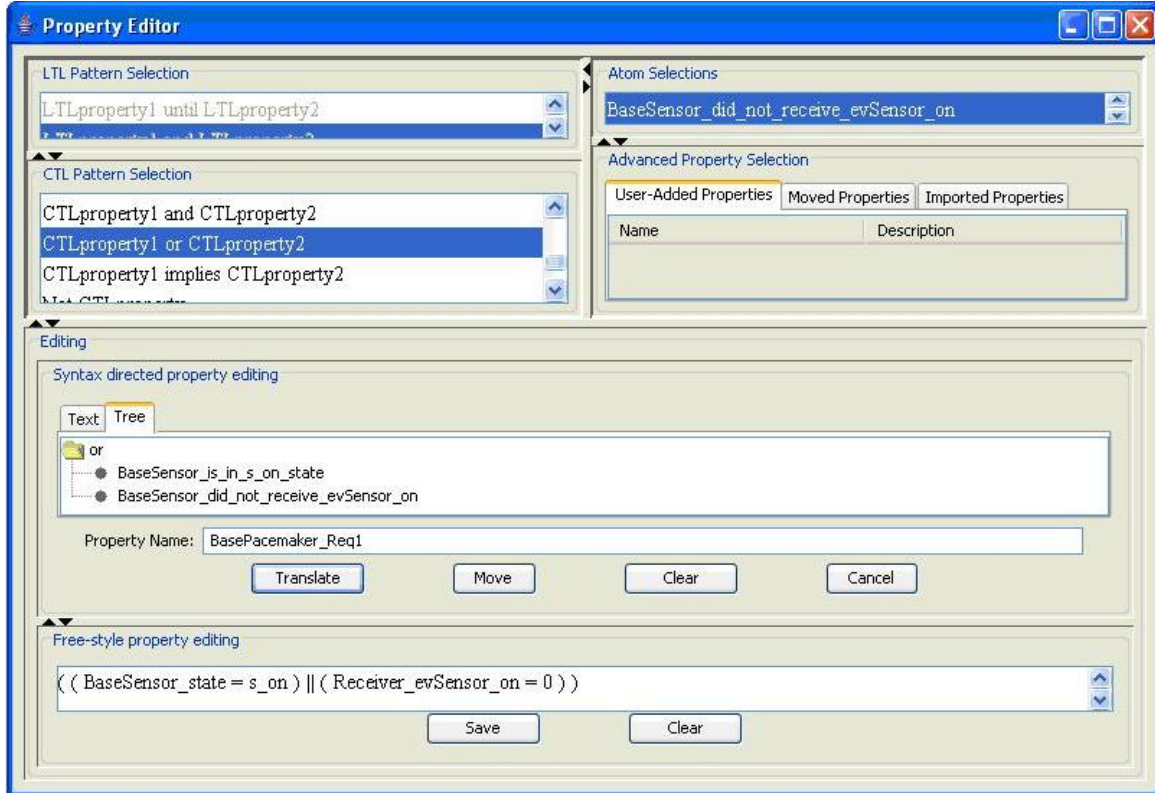 Property Editor
LTL Pattern Selection
LTLproperty1 until LTLproperty2
CTL Pattern Selection
CTLproperty1 and CTLproperty2
CTLproperty1 or CTLproperty2
CTLproperty1 implies CTLproperty2
Atom Selections
BaseSensor_did_not_receive_evSensor_on
Advanced Property Selection
User-Added Properties Moved Properties Imported Properties
Name Description
Editing
Syntax directed property editing
Text Tree
or
BaseSensor_is_in_s_on_state
BaseSensor_did_not_receive_evSensor_on
Property Name: BasePacemaker_Req1
Translate Move Clear Cancel
Free-style property editing
( ( BaseSensor_state = s_on ) || ( Receiver_evSensor_on = 0 ) )
Save Clear